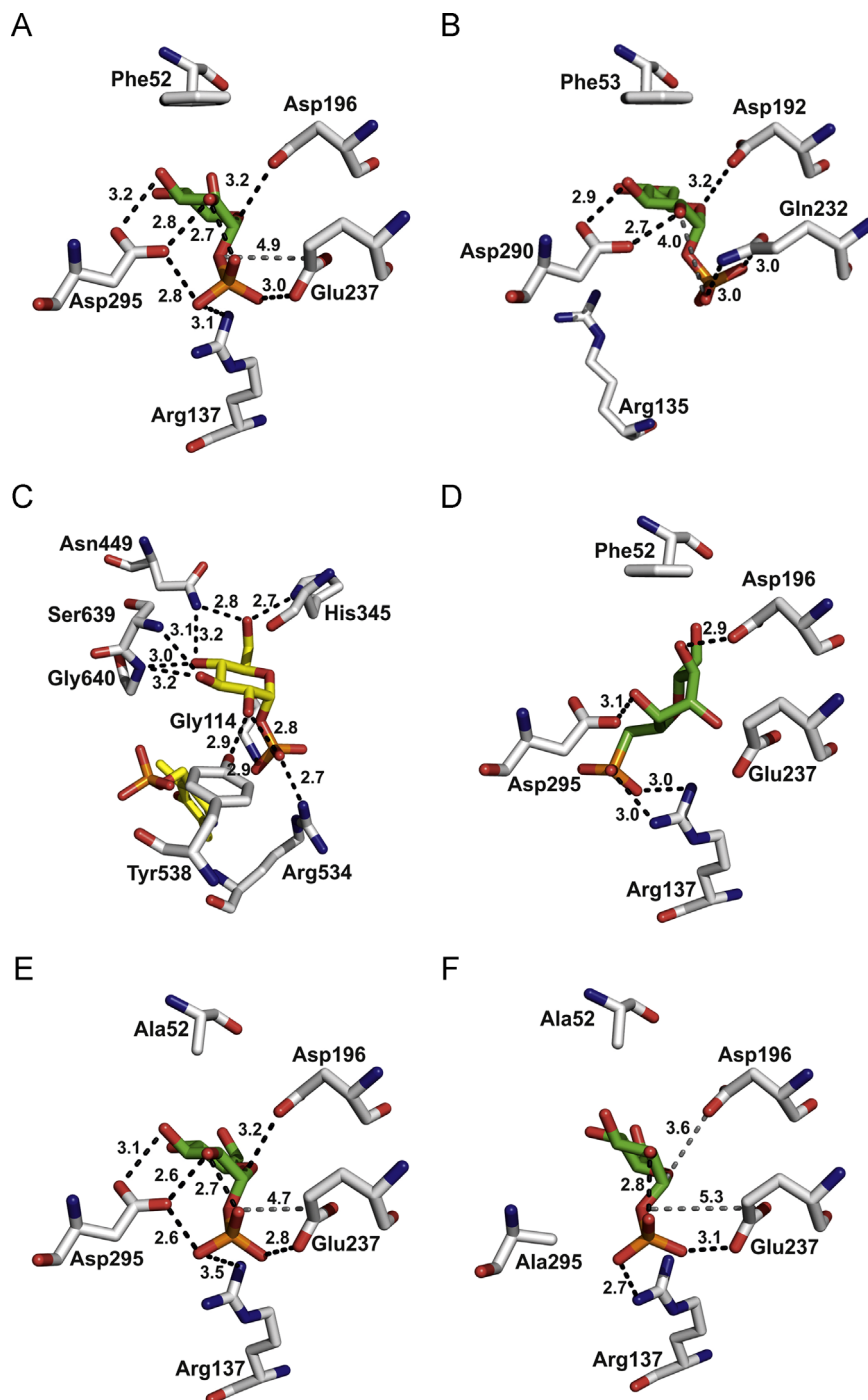 A
Phe52
Asp196
3.2
3.2
2.8
2.7
4.9
Asp295
2.8
3.0
Glu237
3.1
Arg137
B
Phe53
Asp192
3.2
2.9
Gln232
2.7
Asp290
4.0
3.0
3.0
Arg135
C
Asn449
2.8
2.7
His345
Ser639
3.1
3.2
3.0
Gly640
3.2
Gly114
2.8
2.9
2.9
2.7
Tyr538
Arg534
D
Phe52
Asp196
2.9
3.1
Asp295
Glu237
3.0
3.0
Arg137
E
Ala52
Asp196
3.2
3.1
2.6
2.7
4.7
Asp295
2.6
2.8
Glu237
3.5
Arg137
F
Ala52
Asp196
3.6
2.8
5.3
Ala295
3.1
Glu237
2.7
Arg137